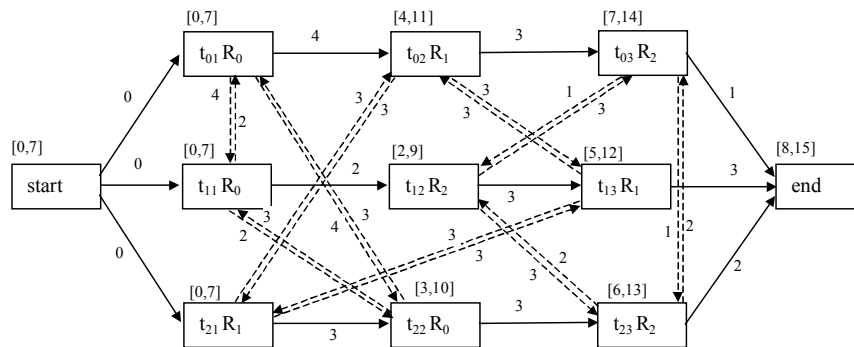 [0,7] [4,11] [7,14]
t01 R0 4 t02 R1 3 t03 R2
0 4 2 3 3 3 3 1 3 1
[0,7] [0,7] [2,9] [5,12] [8,15]
start 0 t11 R0 2 t12 R2 3 t13 R1 3 end
0 3 2 4 3 3 3 2 3 1 2 2
[0,7] [3,10] [6,13]
t21 R1 3 t22 R0 3 t23 R2